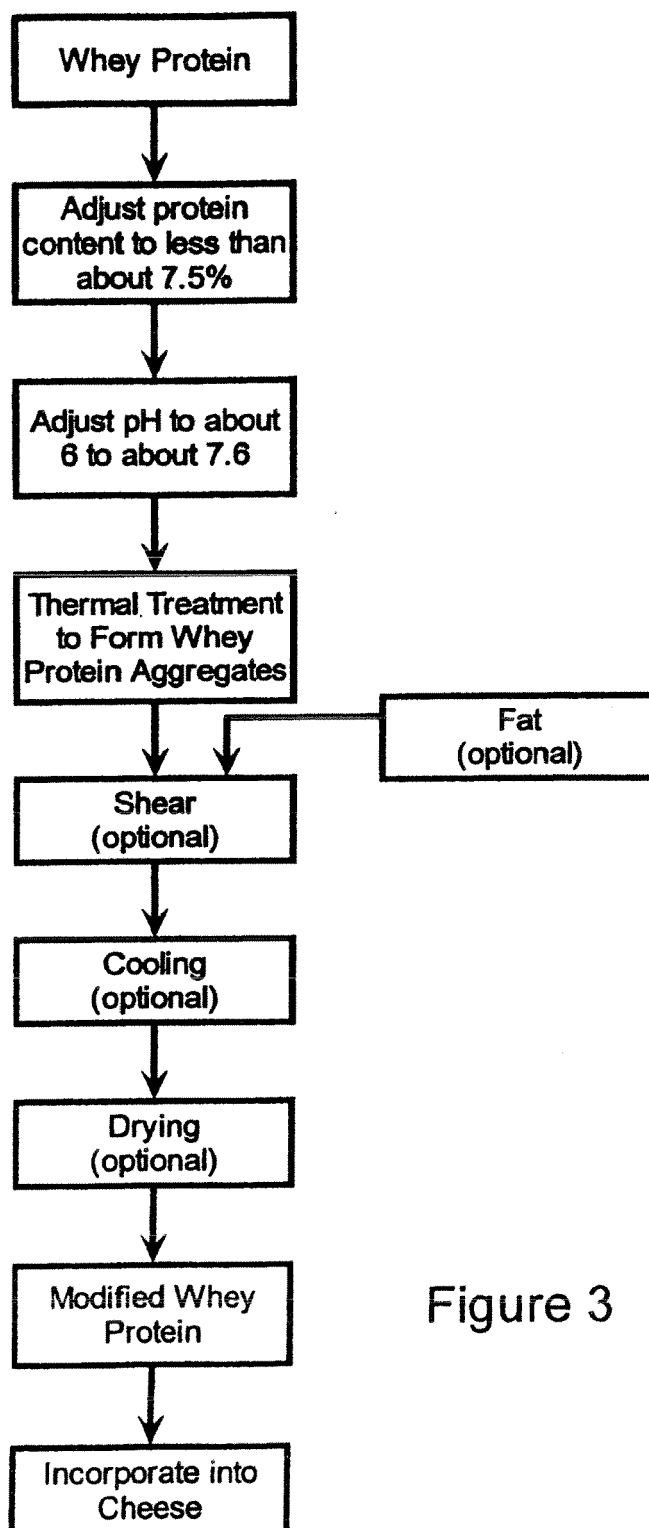 Whey Protein
Adjust protein
content to less than
about 7.5%
Adjust pH to about
6 to about 7.6
Thermal Treatment
to Form Whey
Protein Aggregates
Fat
(optional)
Shear
(optional)
Cooling
(optional)
Drying
(optional)
Modified Whey
Protein
Figure 3
Incorporate into
Cheese